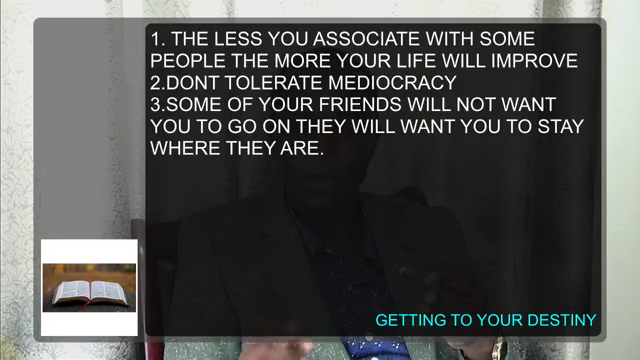 1. THE LESS YOU ASSOCIATE WITH SOME
PEOPLE THE MORE YOUR LIFE WILL IMPROVE
2.DONT TOLERATE MEDIOCRACY
3.SOME OF YOUR FRIENDS WILL NOT WANT
YOU TO GO ON THEY WILL WANT YOU TO STAY
WHERE THEY ARE.
GETTING TO YOUR DESTINY